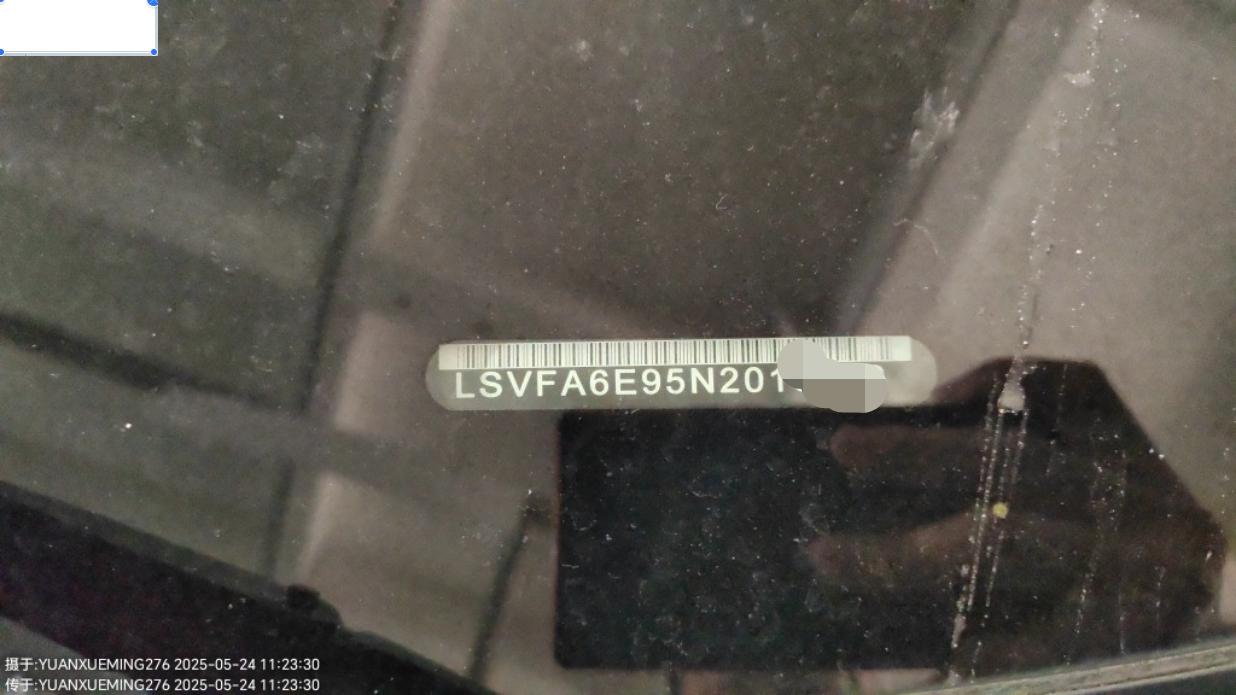 LSVFA6E95N201
摄于:YUANXUEMING276 2025-05-24 11:23:30
传于:YUANXUEMING276 2025-05-24 11:23:30